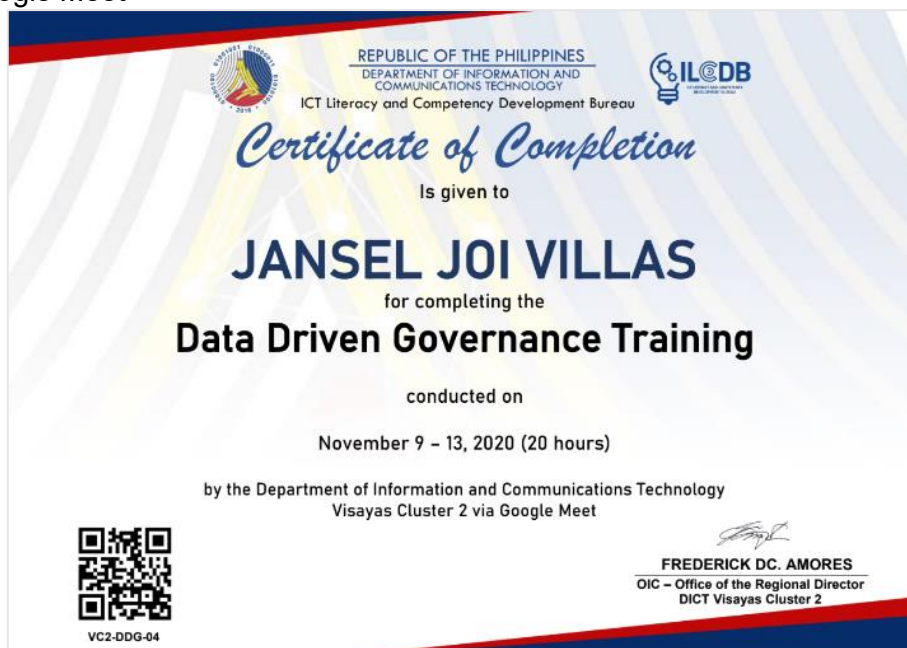 REPUBLIC OF THE PHILIPPINES
DEPARTMENT OF INFORMATION AND
COMMUNICATIONS TECHNOLOGY
ICT Literacy and Competency Development Bureau
ILCDB
Certificate of Completion
Is given to
JANSEL JOI VILLAS
for completing the
Data Driven Governance Training
conducted on
November 9 – 13, 2020 (20 hours)
by the Department of Information and Communications Technology
Visayas Cluster 2 via Google Meet
FREDERICK DC. AMORES
OIC – Office of the Regional Director
DICT Visayas Cluster 2
VC2-DDG-04